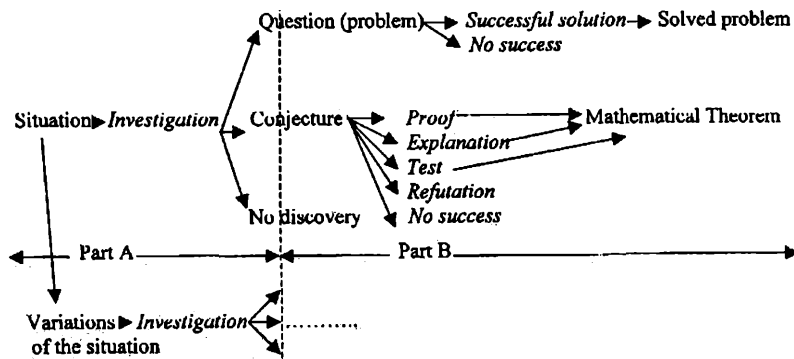 Question (problem) Successful solution Solved problem
No success
Situation Investigation Conjecture Proof Mathematical Theorem
Explanation
Test
Refutation
No discovery No success
Part A Part B
Variations Investigation ..........
of the situation